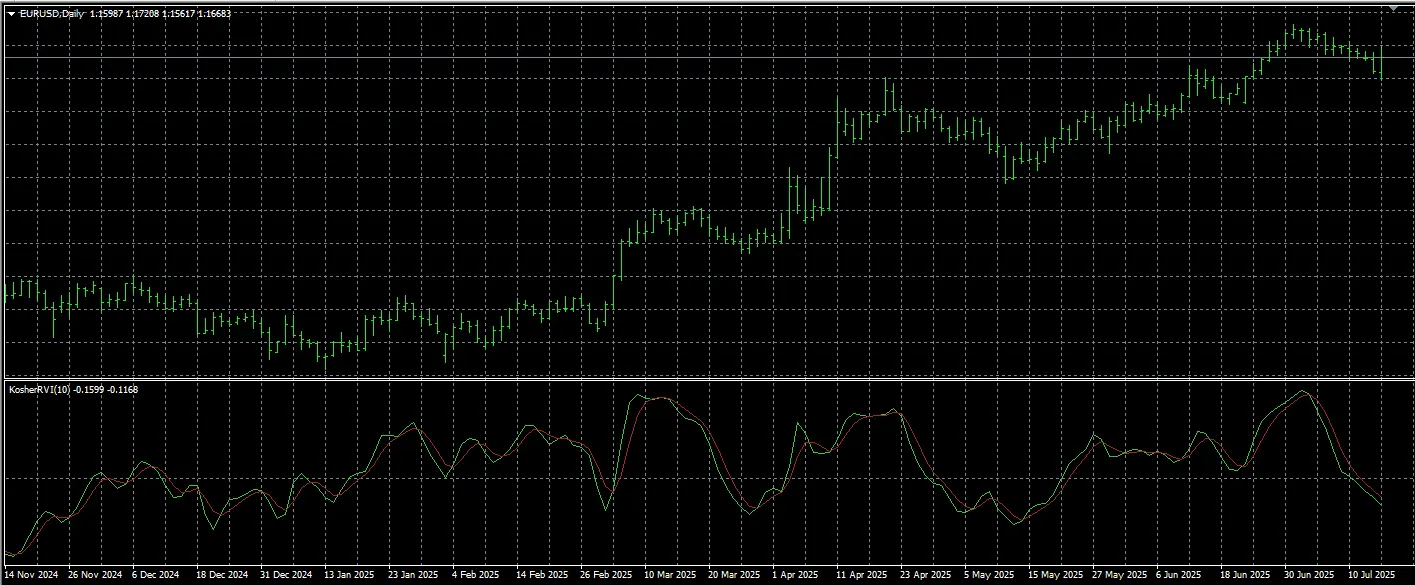 EURUSD,Daily 1.15987 1.17208 1.15617 1.16683
KosherRVI(10) -0.1599 -0.1168
14 Nov 2024 26 Nov 2024 6 Dec 2024 18 Dec 2024 31 Dec 2024 13 Jan 2025 23 Jan 2025 4 Feb 2025 14 Feb 2025 26 Feb 2025 10 Mar 2025 20 Mar 2025 1 Apr 2025 11 Apr 2025 23 Apr 2025 5 May 2025 15 May 2025 27 May 2025 6 Jun 2025 18 Jun 2025 30 Jun 2025 10 Jul 2025